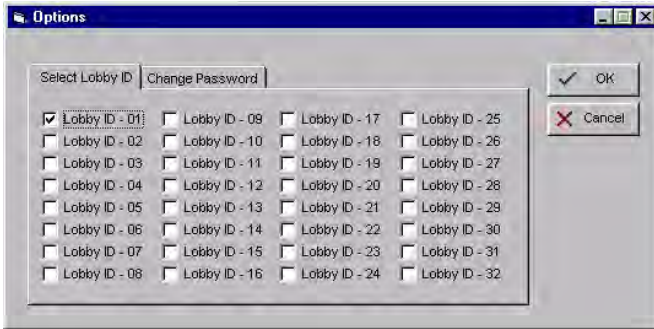 Options
Select Lobby ID Change Password
OK
Cancel
Lobby ID - 01 Lobby ID - 09 Lobby ID - 17 Lobby ID - 25
Lobby ID - 02 Lobby ID - 10 Lobby ID - 18 Lobby ID - 26
Lobby ID - 03 Lobby ID - 11 Lobby ID - 19 Lobby ID - 27
Lobby ID - 04 Lobby ID - 12 Lobby ID - 20 Lobby ID - 28
Lobby ID - 05 Lobby ID - 13 Lobby ID - 21 Lobby ID - 29
Lobby ID - 06 Lobby ID - 14 Lobby ID - 22 Lobby ID - 30
Lobby ID - 07 Lobby ID - 15 Lobby ID - 23 Lobby ID - 31
Lobby ID - 08 Lobby ID - 16 Lobby ID - 24 Lobby ID - 32